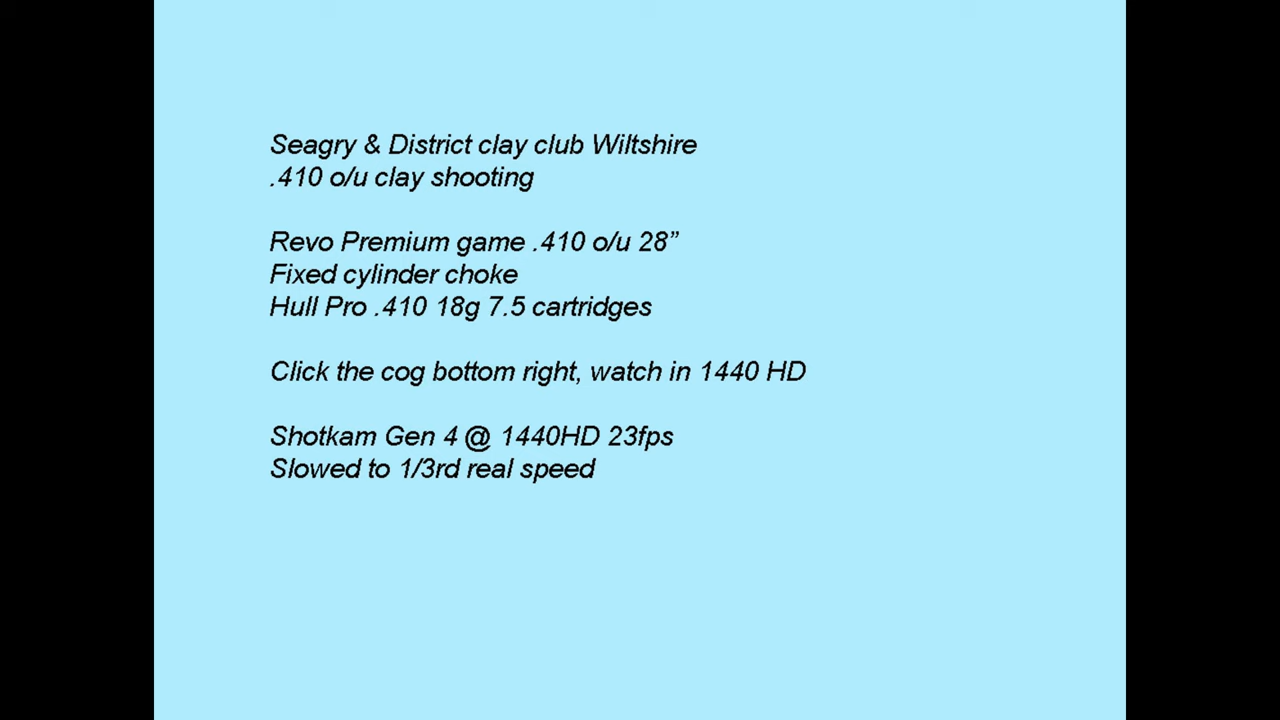 Seagry & District clay club Wiltshire
.410 o/u clay shooting
Revo Premium game .410 o/u 28”
Fixed cylinder choke
Hull Pro .410 18g 7.5 cartridges
Click the cog bottom right, watch in 1440 HD
Shotkam Gen 4 @ 1440HD 23fps
Slowed to 1/3rd real speed